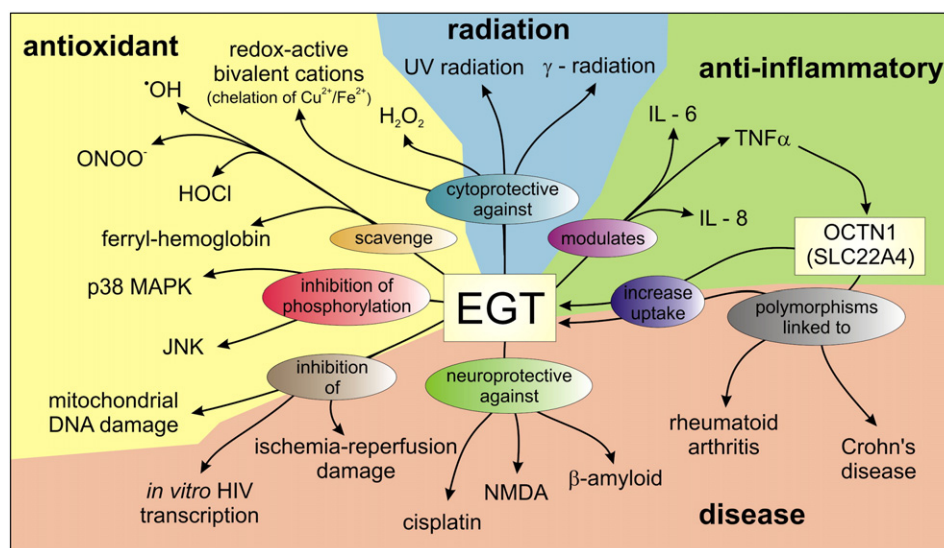 antioxidant
radiation
anti-inflammatory
redox-active
bivalent cations
(chelation of Cu²⁺/Fe²⁺)
•OH
ONOO⁻
HOCl
H₂O₂
UV radiation
γ - radiation
IL - 6
TNFα
IL - 8
cytoprotective
against
ferryl-hemoglobin
scavenge
modulates
OCTN1
(SLC22A4)
p38 MAPK
inhibition of
phosphorylation
EGT
increase
uptake
polymorphisms
linked to
JNK
inhibition
of
neuroprotective
against
mitochondrial
DNA damage
ischemia-reperfusion
damage
in vitro HIV
transcription
cisplatin
NMDA
β-amyloid
rheumatoid
arthritis
Crohn's
disease
disease